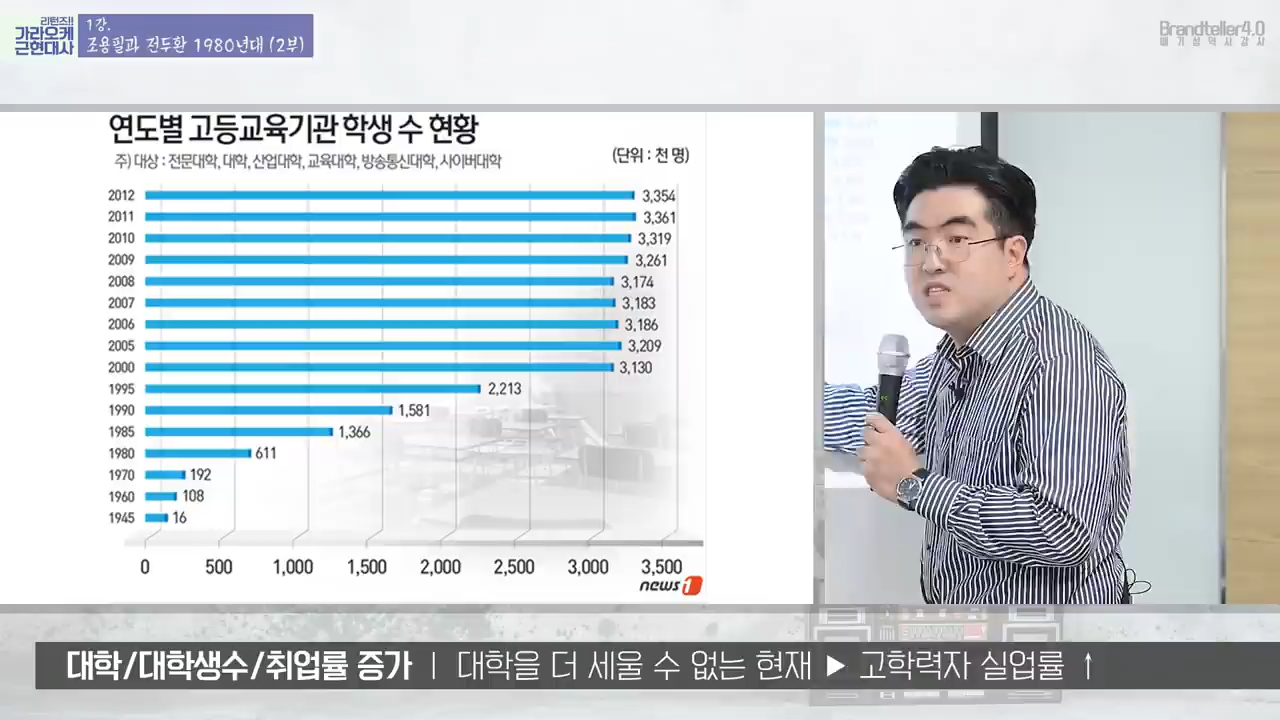 리턴즈!!
가라오케
근현대사
1강.
조용필과 전두환 1980년대 (2부)
Brandteller4.0
배기성역사강사
연도별 고등교육기관 학생 수 현황
주) 대상 : 전문대학, 대학, 산업대학, 교육대학, 방송통신대학, 사이버대학
(단위 : 천 명)
2012 3,354
2011 3,361
2010 3,319
2009 3,261
2008 3,174
2007 3,183
2006 3,186
2005 3,209
2000 3,130
1995 2,213
1990 1,581
1985 1,366
1980 611
1970 192
1960 108
1945 16
0 500 1,000 1,500 2,000 2,500 3,000 3,500
news1
대학/대학생수/취업률 증가 | 대학을 더 세울 수 없는 현재 ▶ 고학력자 실업률 ↑